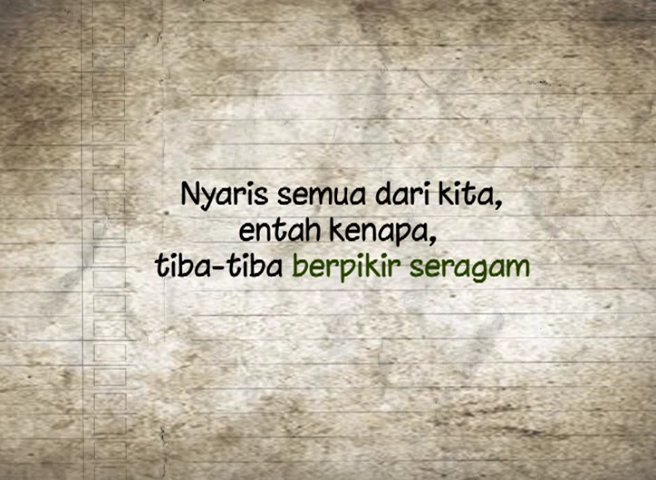 Nyaris semua dari kita,
entah kenapa,
tiba-tiba berpikir seragam